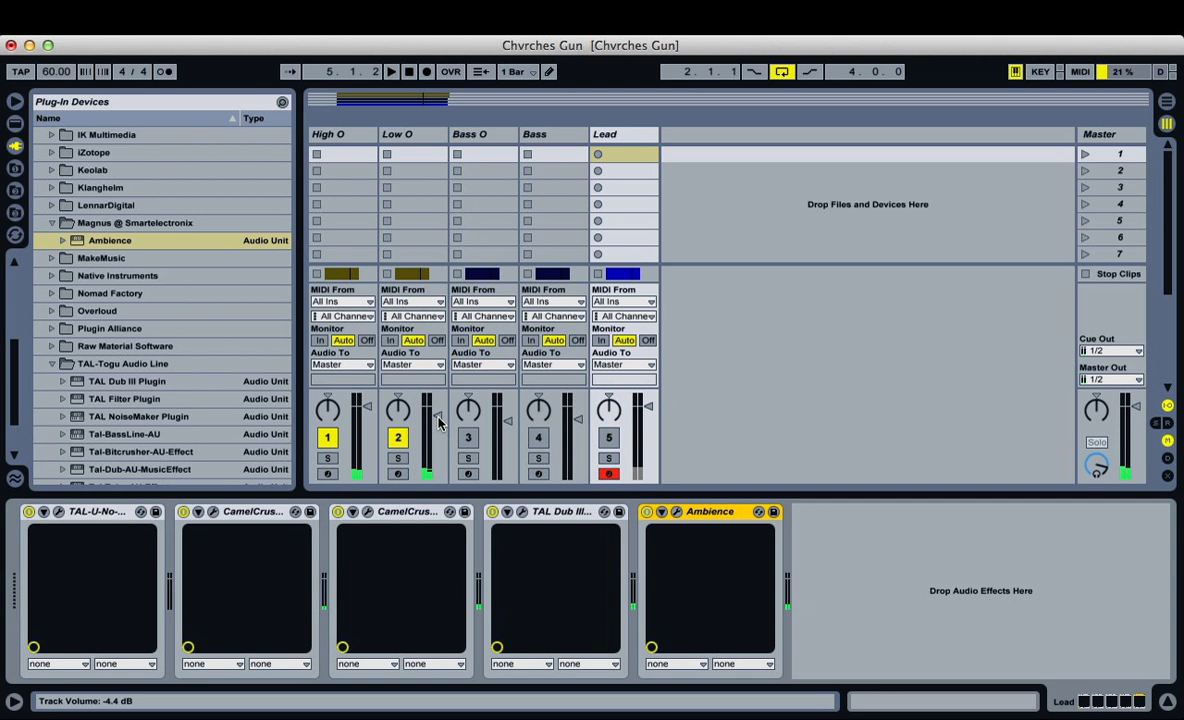 Chvrches Gun  [Chvrches Gun]
TAP 60.00 4 / 4 5. 1. 2 OVR 1 Bar 2. 1. 1 4. 0. 0 KEY MIDI 21 % D
Plug-In Devices
Name Type
IK Multimedia
iZotope
Keolab
Klanghelm
LennarDigital
Magnus @ Smartelectronix
Ambience Audio Unit
MakeMusic
Native Instruments
Nomad Factory
Overloud
Plugin Alliance
Raw Material Software
TAL-Togu Audio Line
TAL Dub III Plugin Audio Unit
TAL Filter Plugin Audio Unit
TAL NoiseMaker Plugin Audio Unit
Tal-BassLine-AU Audio Unit
Tal-Bitcrusher-AU-Effect Audio Unit
Tal-Dub-AU-MusicEffect Audio Unit
High O Low O Bass O Bass Lead Master
1
2
3
4
5
6
7
Drop Files and Devices Here
Stop Clips
MIDI From MIDI From MIDI From MIDI From MIDI From
All Ins All Ins All Ins All Ins All Ins
All Channe All Channe All Channe All Channe All Channe
Monitor Monitor Monitor Monitor Monitor
In Auto Off In Auto Off In Auto Off In Auto Off In Auto Off
Audio To Audio To Audio To Audio To Audio To
Master Master Master Master Master
Cue Out
1/2
Master Out
1/2
1 2 3 4 5
S S S S S
Solo
TAL-U-No-... CamelCrus... CamelCrus... TAL Dub III... Ambience
none none none none none none none none none none
Drop Audio Effects Here
Track Volume: -4.4 dB
Lead